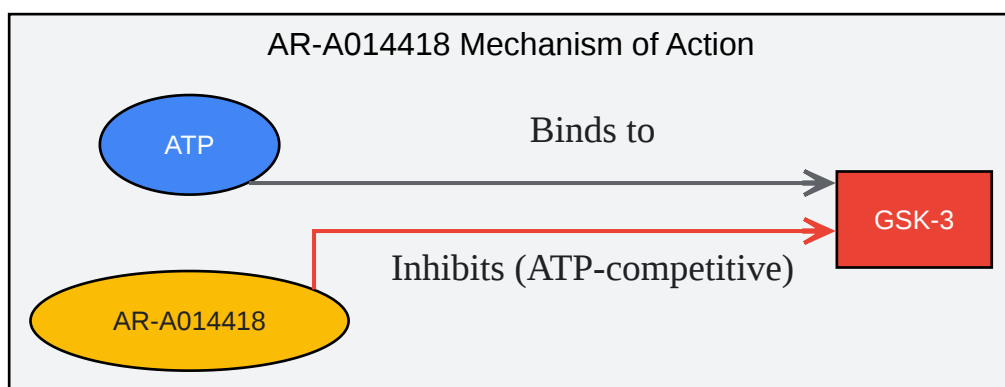 AR-A014418 Mechanism of Action
Binds to
ATP
GSK-3
Inhibits (ATP-competitive)
AR-A014418